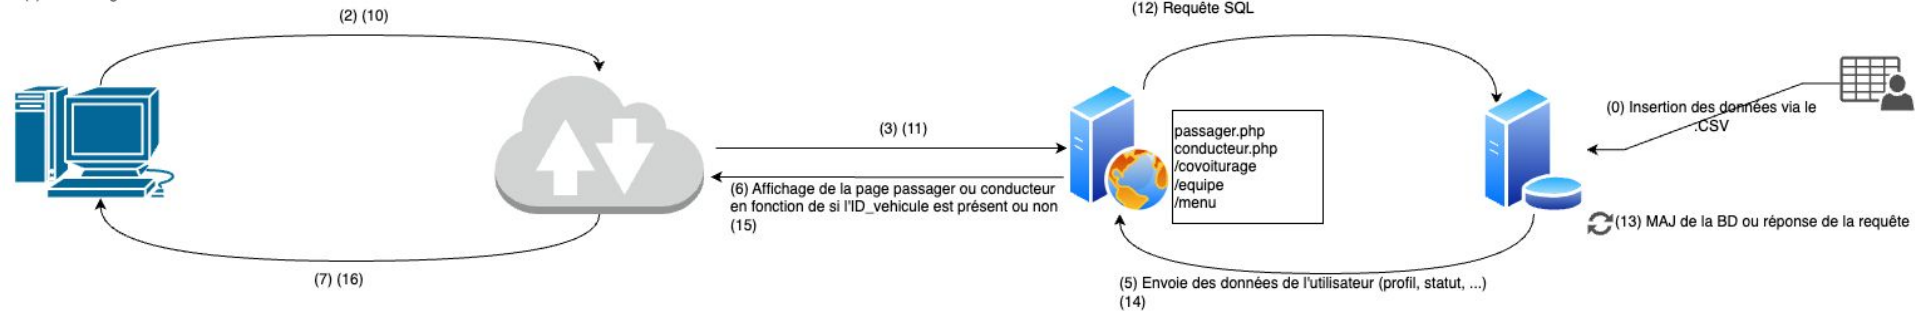 (2) (10)
(12) Requête SQL
(3) (11)
passager.php
conducteur.php
/covoiturage
/equipe
/menu
(0) Insertion des données via le
.CSV
(6) Affichage de la page passager ou conducteur
en fonction de si l'ID_vehicule est présent ou non
(15)
(13) MAJ de la BD ou réponse de la requête
(7) (16)
(5) Envoie des données de l'utilisateur (profil, statut, ...)
(14)